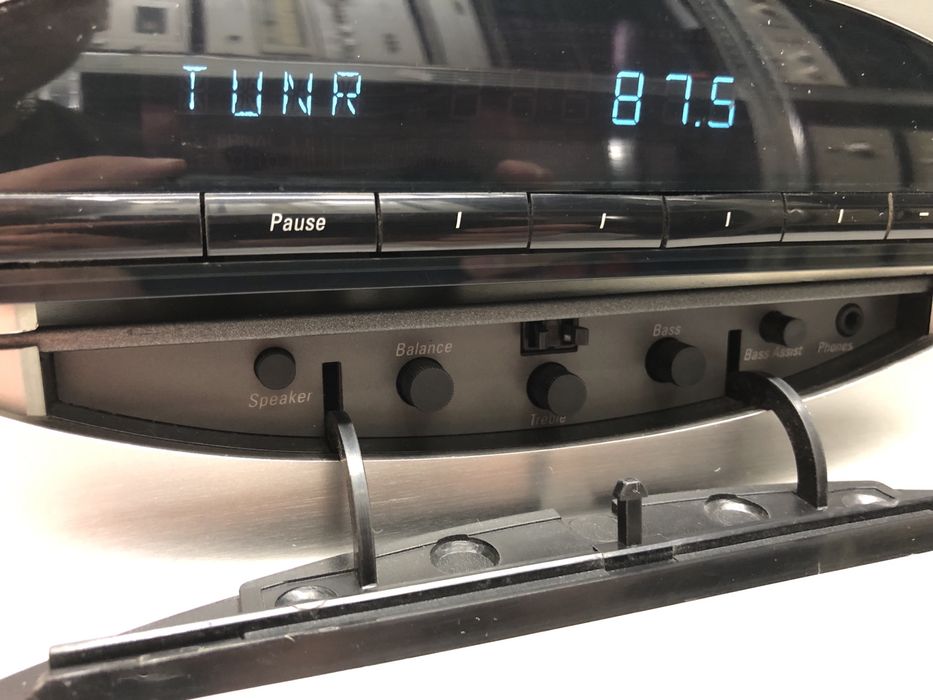 TUNR 87.5
Pause
Speaker
Balance
Treble
Bass
Bass Assist
Phones